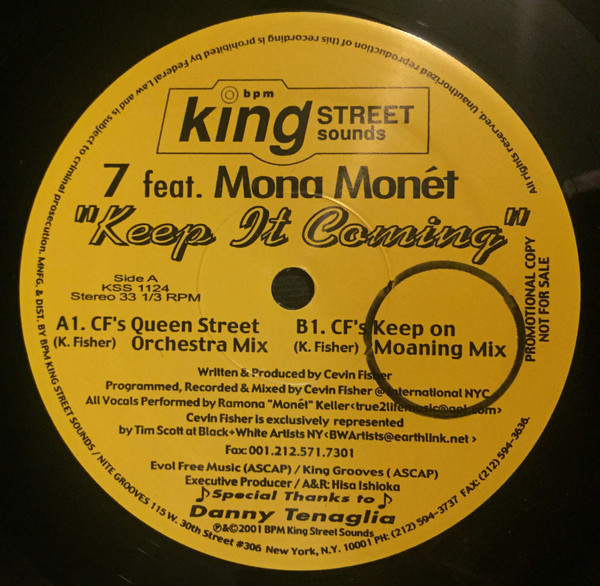 bpm
king STREET
sounds
7 feat. Mona Monét
"Keep It Coming"
Side A
KSS 1124
Stereo 33 1/3 RPM
A1. CF's Queen Street
(K. Fisher) Orchestra Mix
B1. CF's Keep on
(K. Fisher) Moaning Mix
PROMOTIONAL COPY
NOT FOR SALE
Written & Produced by Cevin Fisher
Programmed, Recorded & Mixed by Cevin Fisher @ International NYC
All Vocals Performed by Ramona "Monét" Keller<true2lifemusic@aol.com>
Cevin Fisher is exclusively represented
by Tim Scott at Black+White Artists NY<BWArtists@earthlink.net >
Fax:001.212.571.7301
Evol Free Music (ASCAP) / King Grooves ( ASCAP)
Executive Producer / A&R: Hisa Ishioka
♪Special Thanks to♪
Danny Tenaglia
℗&©2001 BPM King Street Sounds
All rights reserved. Unauthorized reproduction of this recording is prohibited by Federal Law and is subject to criminal prosecution. MNFG. & DIST. BY BPM KING STREET SOUNDS / NITE GROOVES 115 W. 30th Street #306 New York, N.Y. 10001 PH: (212) 594-3737 FAX: (212) 594-3636.